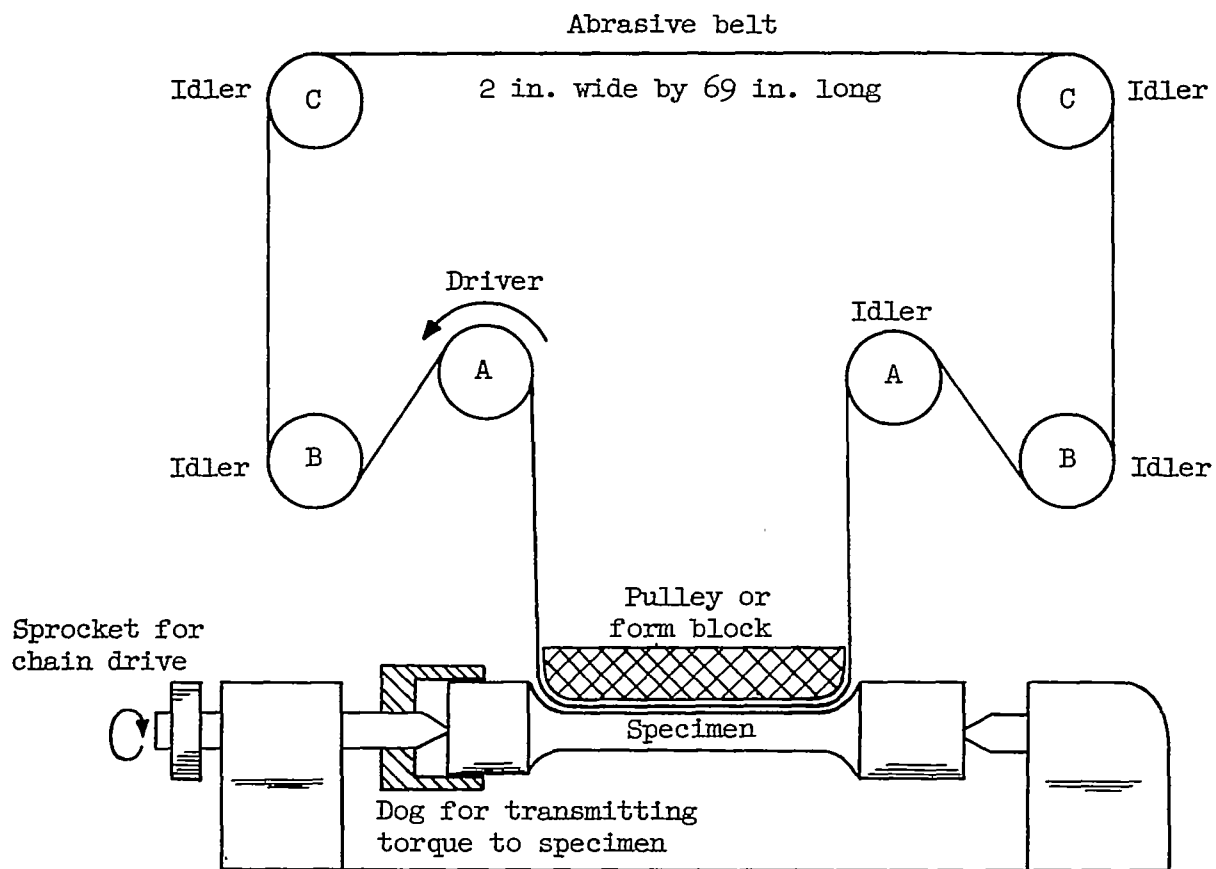 Abrasive belt
Idler
C
2 in. wide by 69 in. long
C
Idler
Driver
Idler
A
A
Idler
B
B
Idler
Pulley or
form block
Sprocket for
chain drive
Specimen
Dog for transmitting
torque to specimen